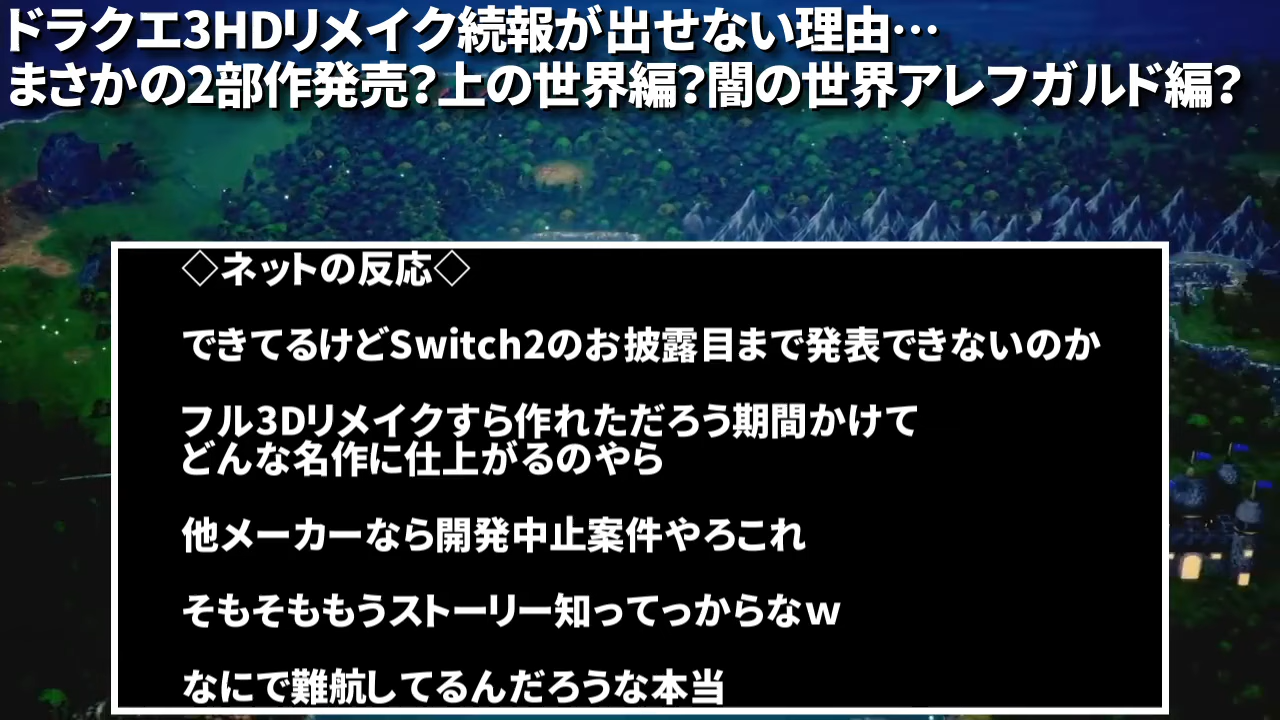 ドラクエ3HDリメイク続報が出せない理由…
まさかの2部作発売？上の世界編？闇の世界アレフガルド編？
◇ネットの反応◇
できてるけどSwitch2のお披露目まで発表できないのか
フル3Dリメイクすら作れただろう期間かけて
どんな名作に仕上がるのやら
他メーカーなら開発中止案件やろこれ
そもそももうストーリー知ってっからなｗ
なにで難航してるんだろうな本当